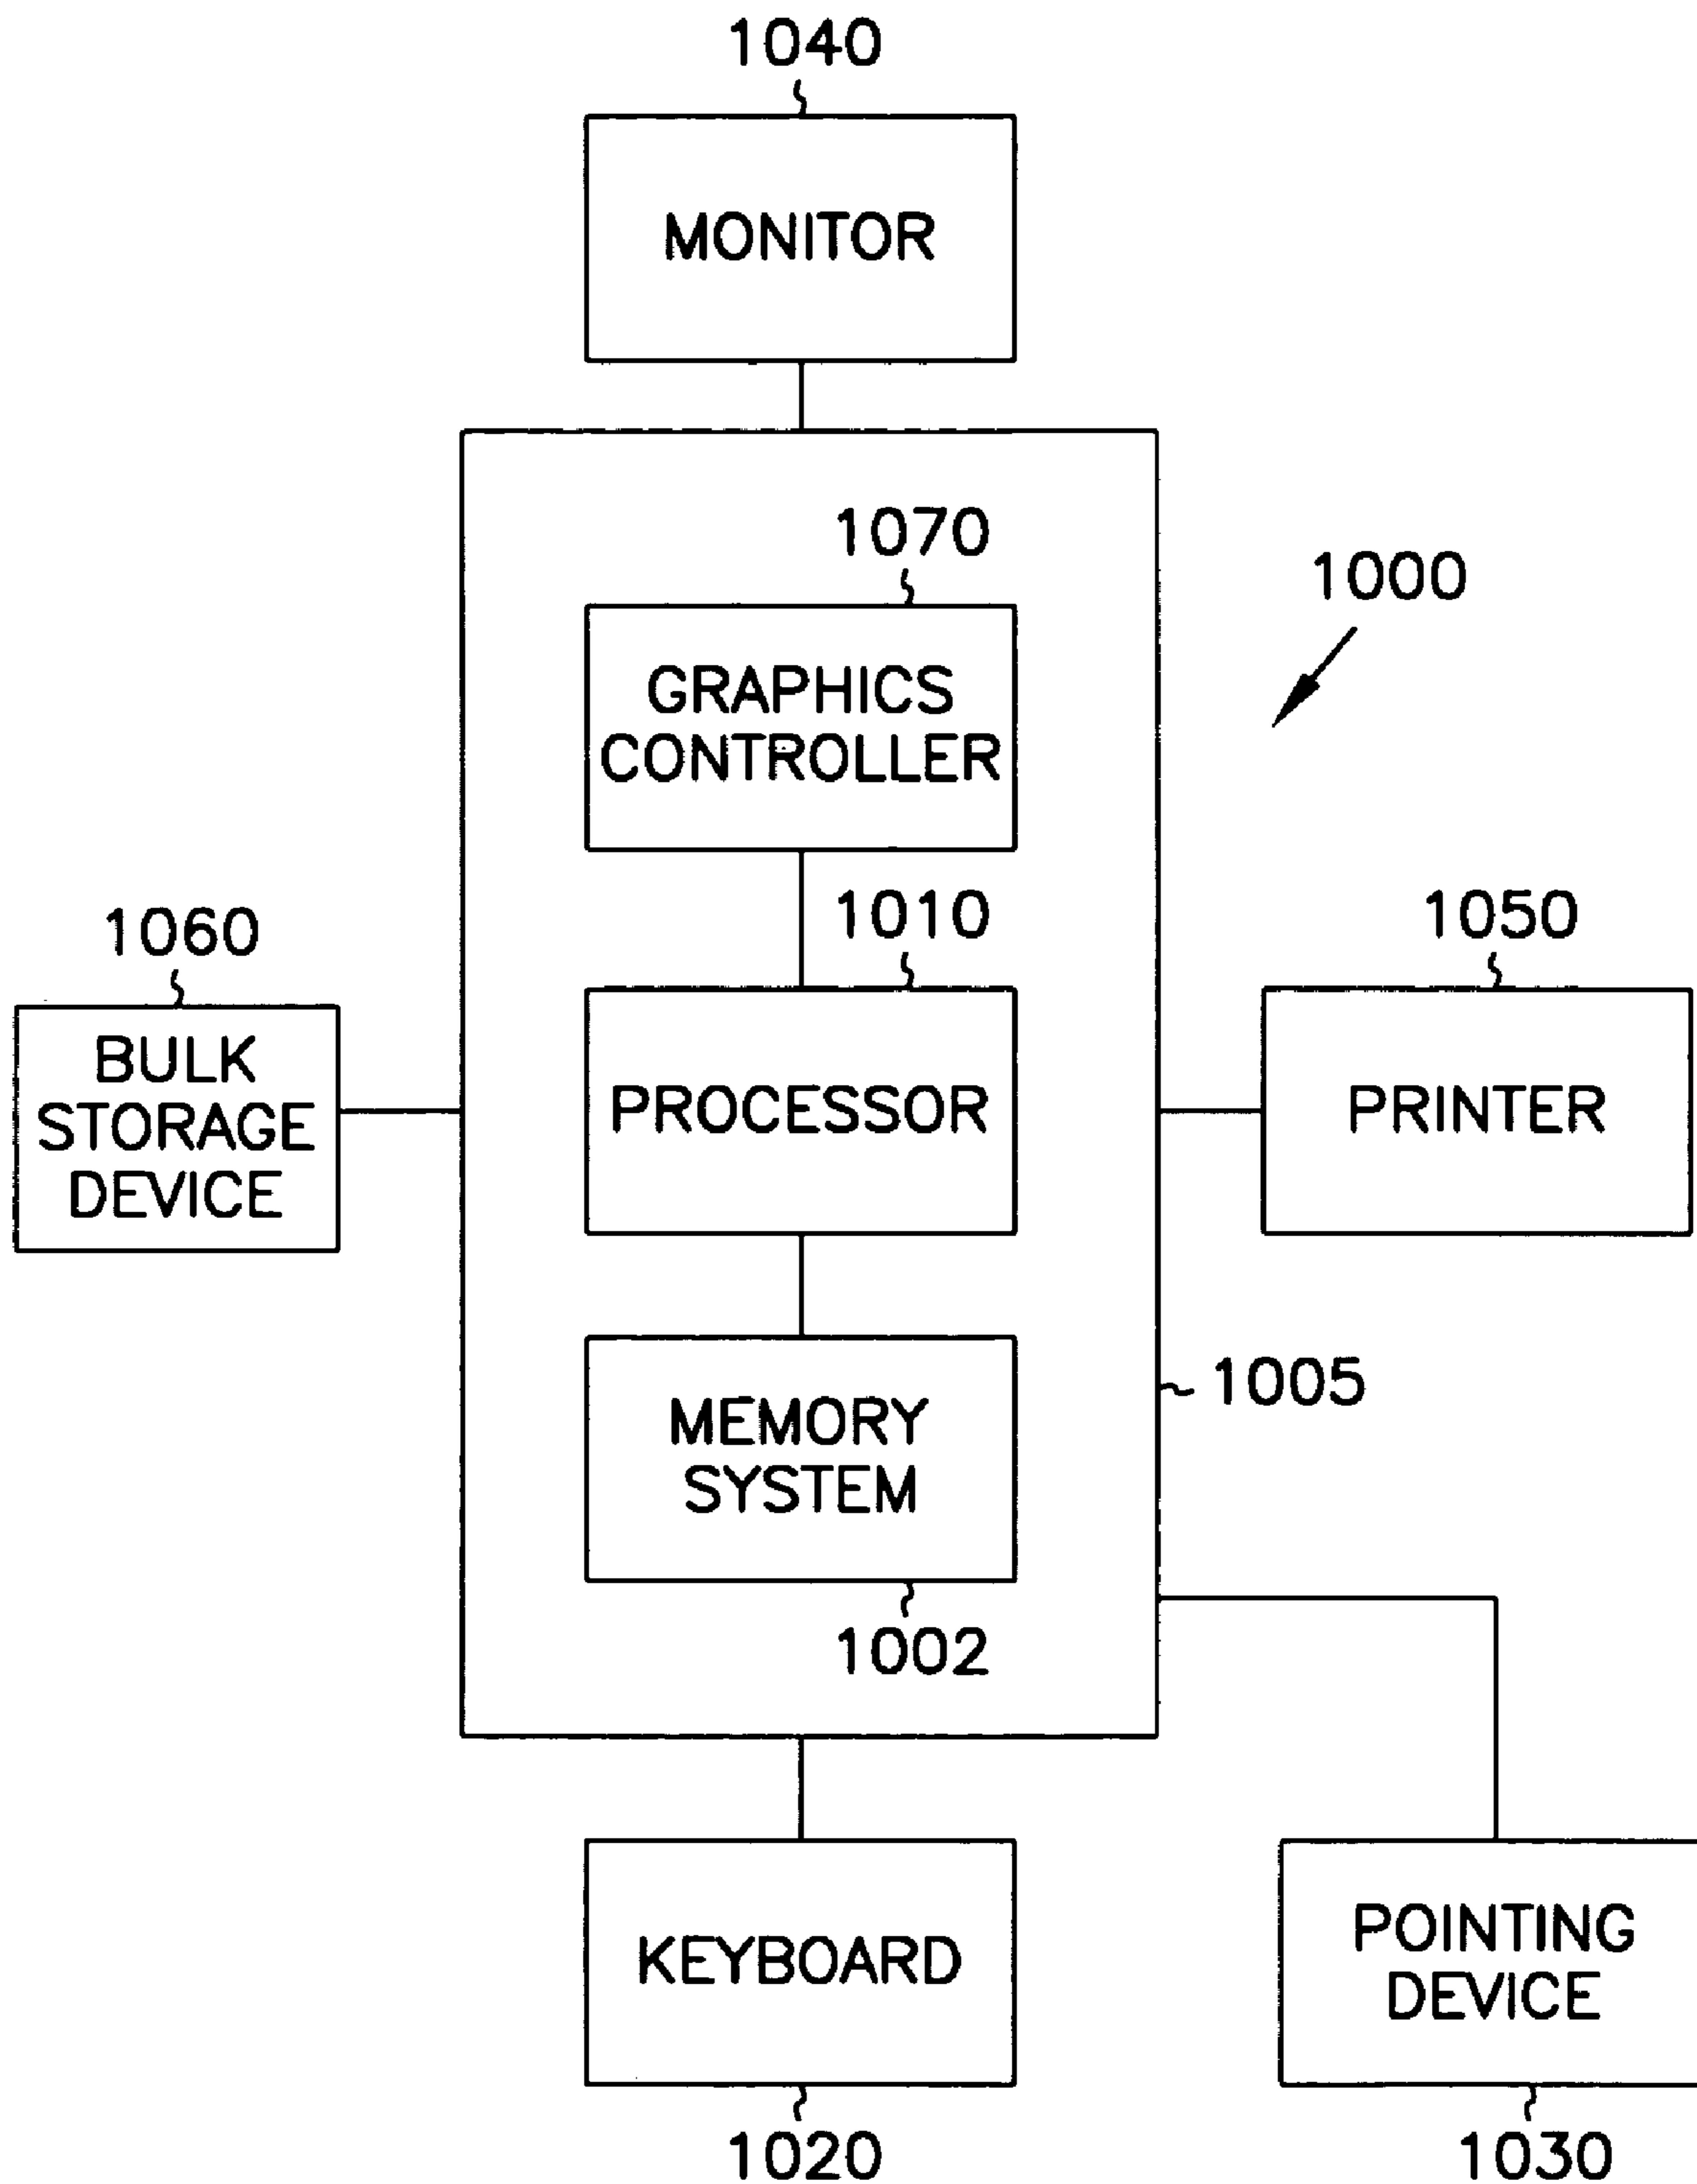 1040
MONITOR
1070
1000
GRAPHICS
CONTROLLER
1010
1060
1050
BULK
STORAGE
DEVICE
PROCESSOR
PRINTER
1005
MEMORY
SYSTEM
1002
KEYBOARD
POINTING
DEVICE
1020
1030